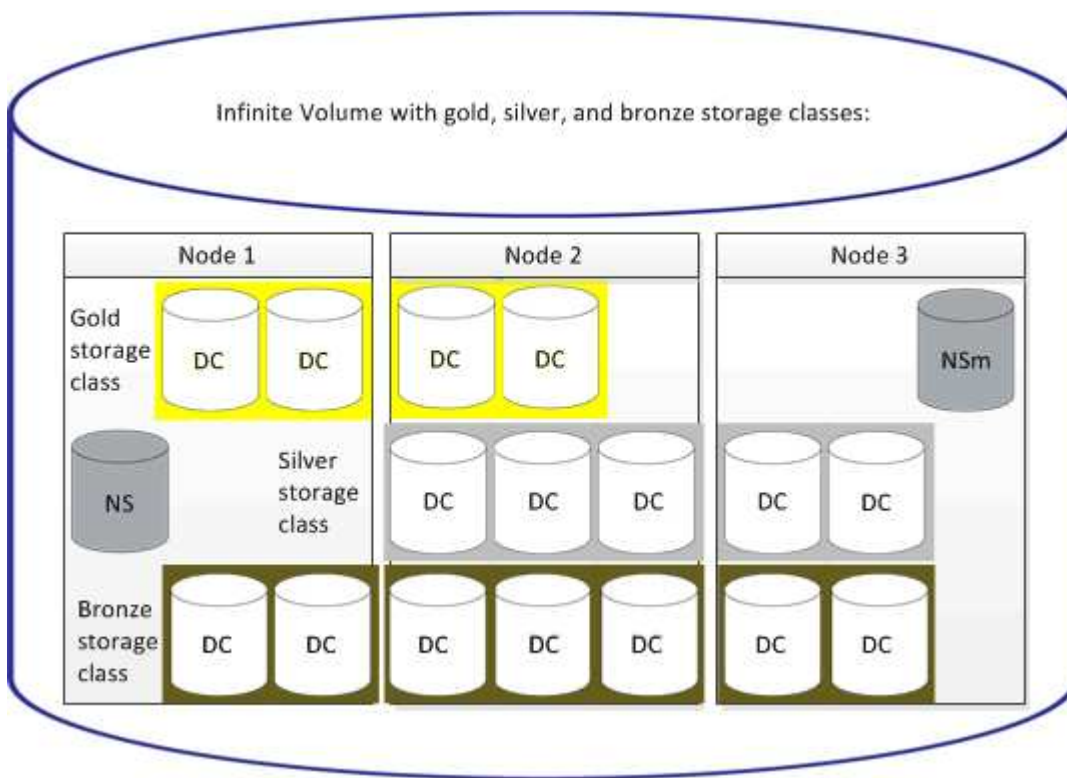 Infinite Volume with gold, silver, and bronze storage classes:
Node 1
Node 2
Node 3
Gold
storage
class
DC
DC
DC
DC
NSm
NS
Silver
storage
class
DC
DC
DC
DC
DC
Bronze
storage
class
DC
DC
DC
DC
DC
DC
DC